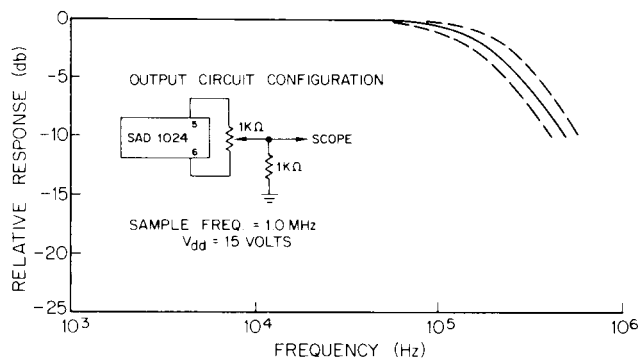 0
-5
-10
-15
-20
-25
RELATIVE RESPONSE (db)
OUTPUT CIRCUIT CONFIGURATION
5
SAD 1024
6
1KΩ
SCOPE
1KΩ
SAMPLE FREQ. = 1.0 MHz
Vdd = 15 VOLTS
10³
10⁴
10⁵
10⁶
FREQUENCY (Hz)